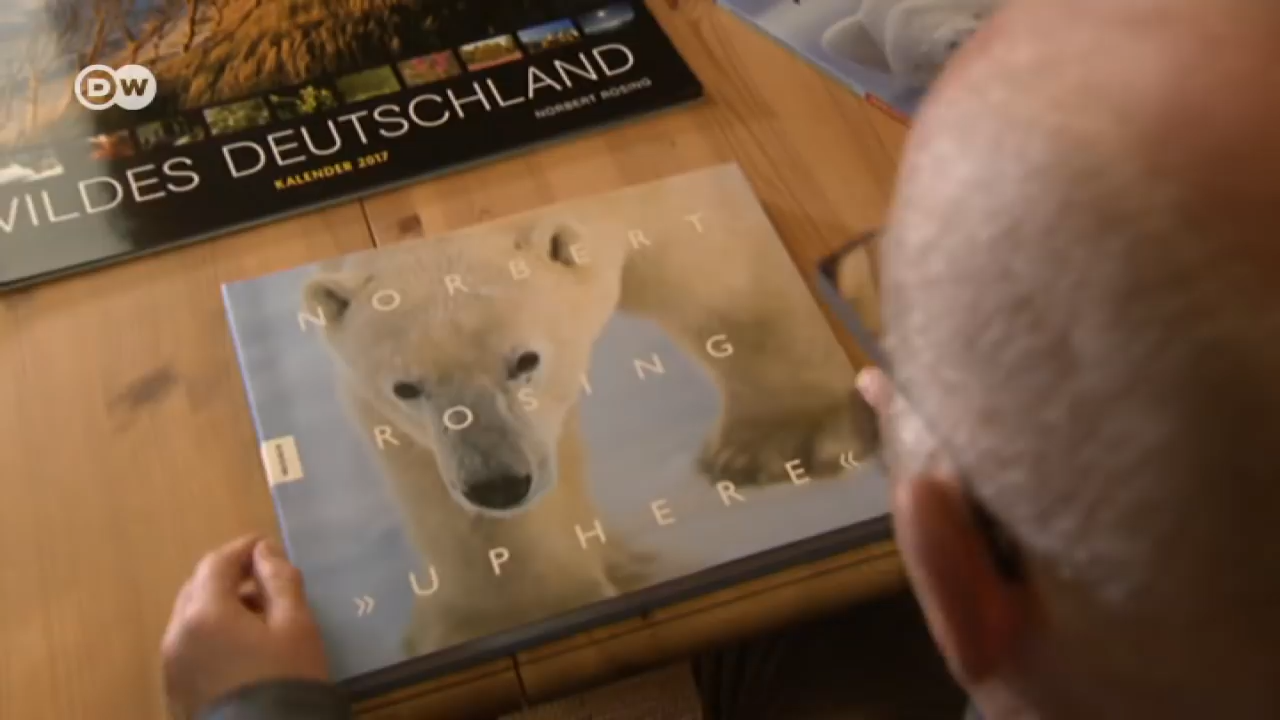 DW
WILDES DEUTSCHLAND
NORBERT ROSING
KALENDER 2017
NORBERT
ROSING
»UP HERE«